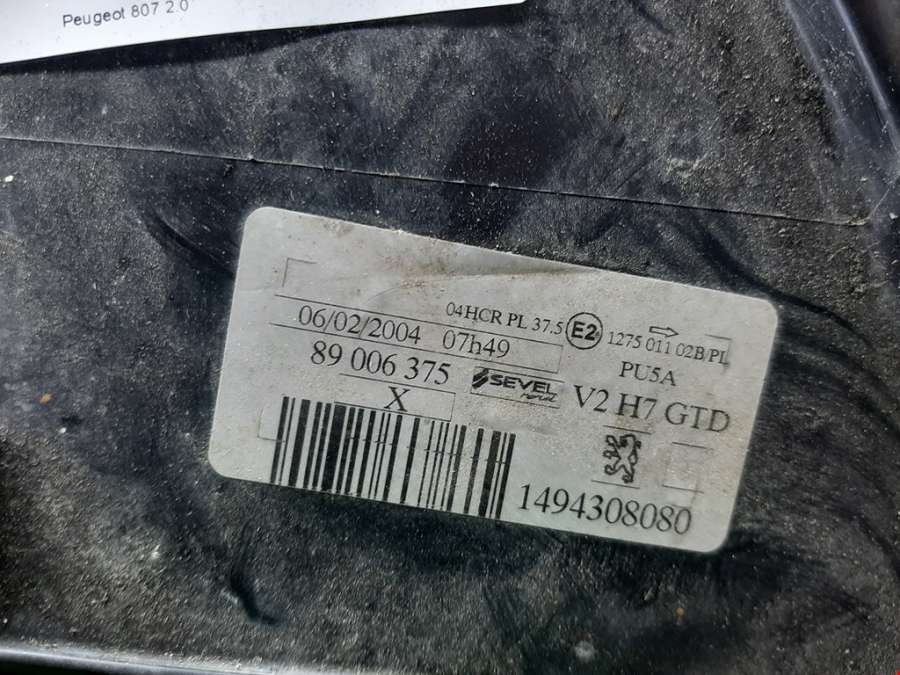 Peugeot 807 2.0
04HCR PL 37.5 E2 1275 011 02B/PL
06/02/2004 07h49
PU5A
89 006 375 SEVEL V2 H7 GTD
X
1494308080